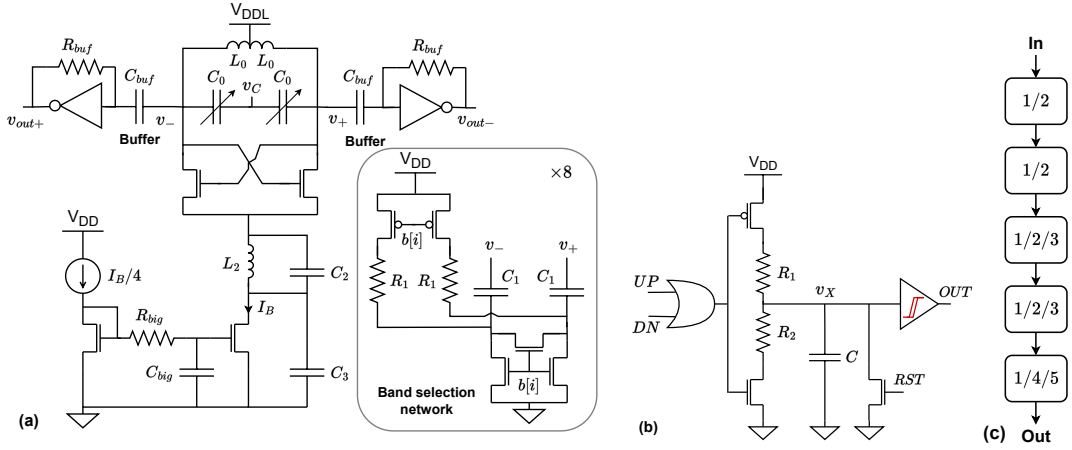 V_DDL
R_buf
L_0 L_0
R_buf
C_buf
C_0
v_C
C_0
C_buf
v_out+
v_-
v_+
v_out-
Buffer
Buffer
V_DD
×8
b[i]
v_-
v_+
R_1
R_1
C_1
C_1
b[i]
Band selection
network
V_DD
I_B/4
L_2
C_2
I_B
R_big
C_big
C_3
(a)
V_DD
UP
DN
R_1
v_X
R_2
C
OUT
RST
(b)
In
1/2
1/2
1/2/3
1/2/3
1/4/5
Out
(c)